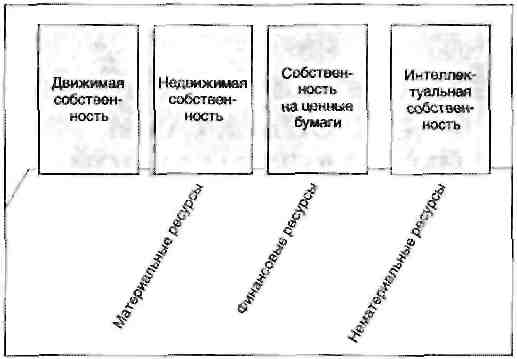 Движимая
собствен-
ность
Недвижимая
собствен-
ность
Собствен-
ность
на ценные
бумаги
Интеллек-
туальная
собствен-
ность
Материальные ресурсы
Финансовые ресурсы
Нематериальные ресурсы